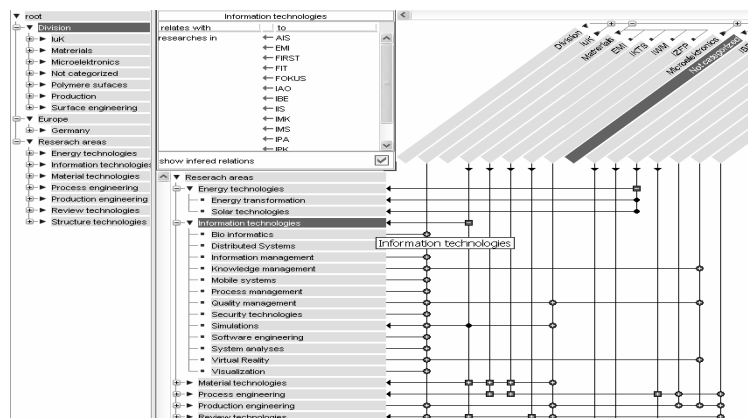 root
Division
IuK
Matrerials
Microelektronics
Not categorized
Polymere sufaces
Production
Surface engineering
Europe
Germany
Reserach areas
Energy technologies
Information technologies
Material technologies
Process engineering
Production engineering
Review technologies
Structure technologies
Information technologies
relates with to
researches in AIS
EMI
FIRST
FIT
FOKUS
IAO
IBE
IIS
IMK
IMS
IPA
IPK
show infered relations
Division
IuK
Matrerials
EMI
IKTS
IWM
IZFP
Microelektronics
Not categorized
Reserach areas
Energy technologies
Energy transformation
Solar technologies
Information technologies
Bio informatics
Distributed Systems
Information technologies
Information management
Knowledge management
Mobile systems
Process management
Quality management
Security technologies
Simulations
Software engineering
System analyses
Virtual Reality
Visualization
Material technologies
Process engineering
Production engineering
Review technologies